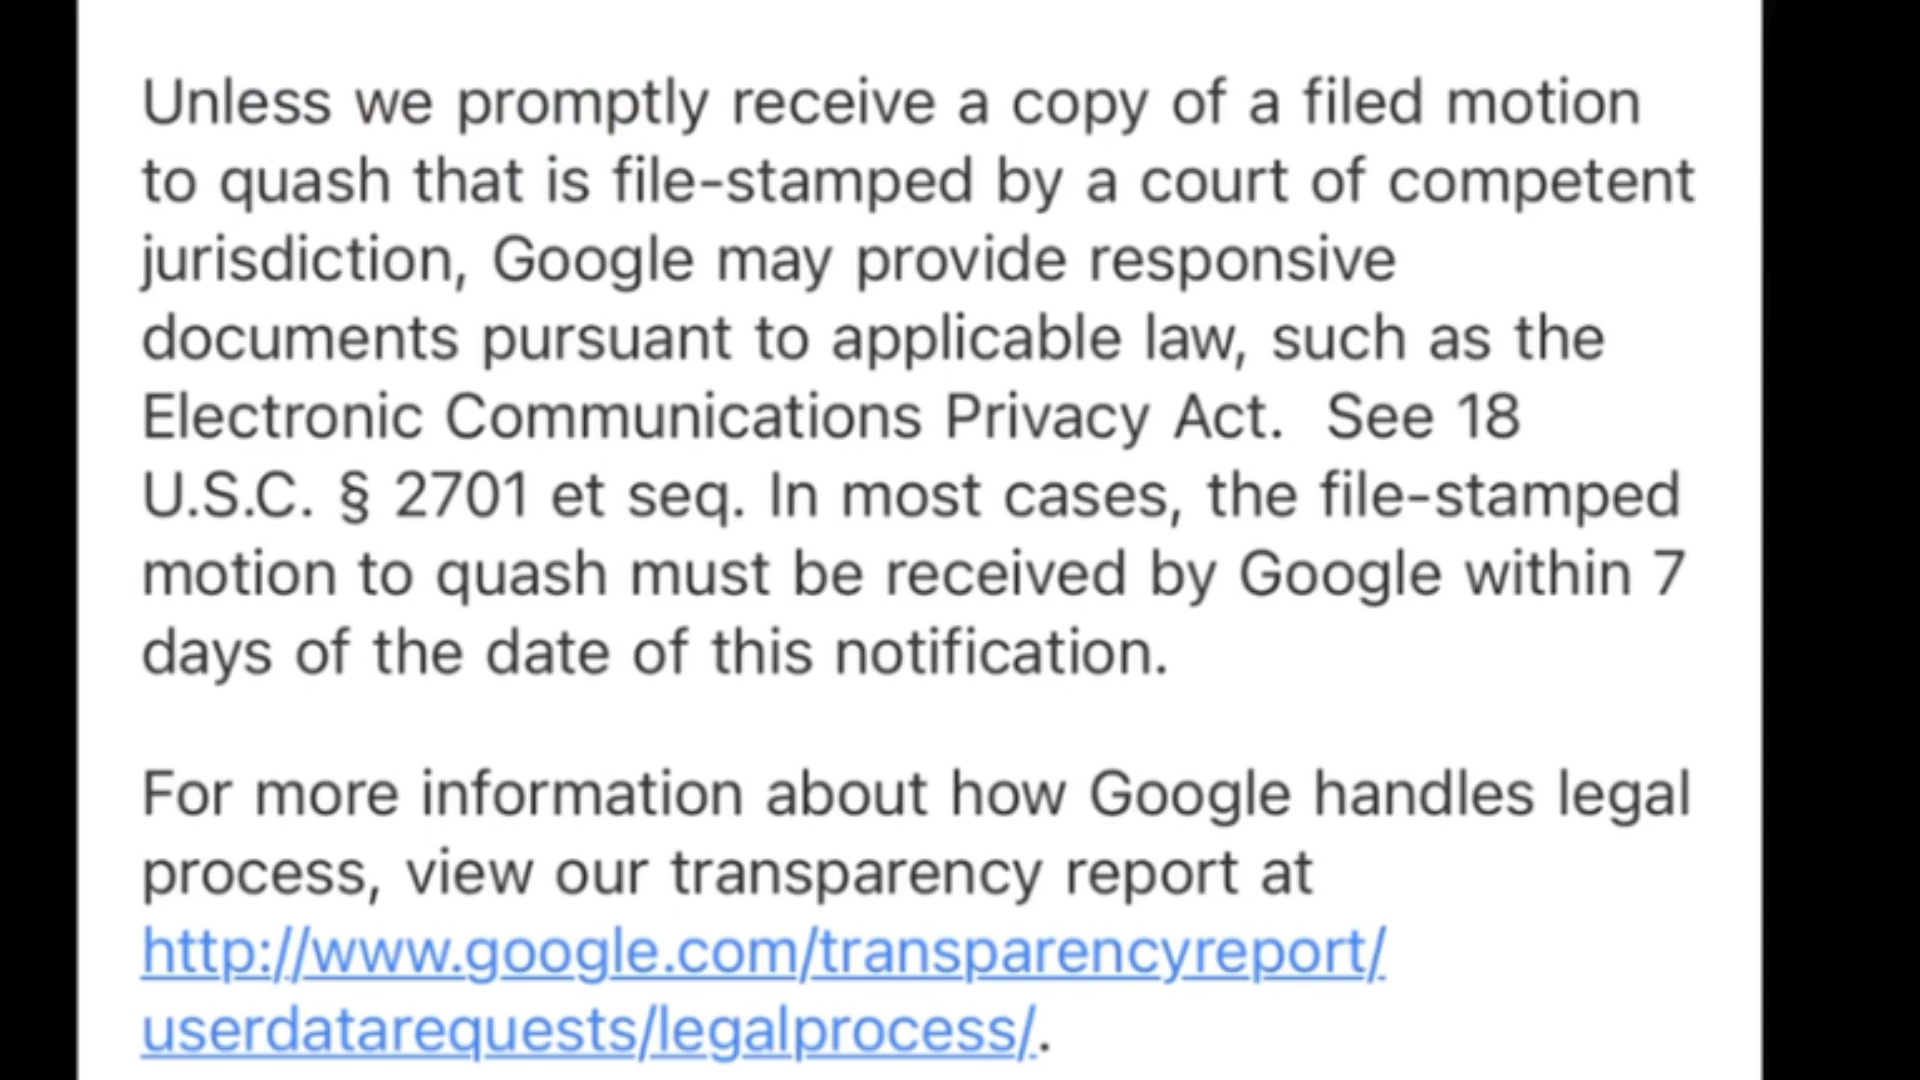 Unless we promptly receive a copy of a filed motion
to quash that is file-stamped by a court of competent
jurisdiction, Google may provide responsive
documents pursuant to applicable law, such as the
Electronic Communications Privacy Act.  See 18
U.S.C. § 2701 et seq. In most cases, the file-stamped
motion to quash must be received by Google within 7
days of the date of this notification.
For more information about how Google handles legal
process, view our transparency report at
http://www.google.com/transparencyreport/
userdatarequests/legalprocess/.